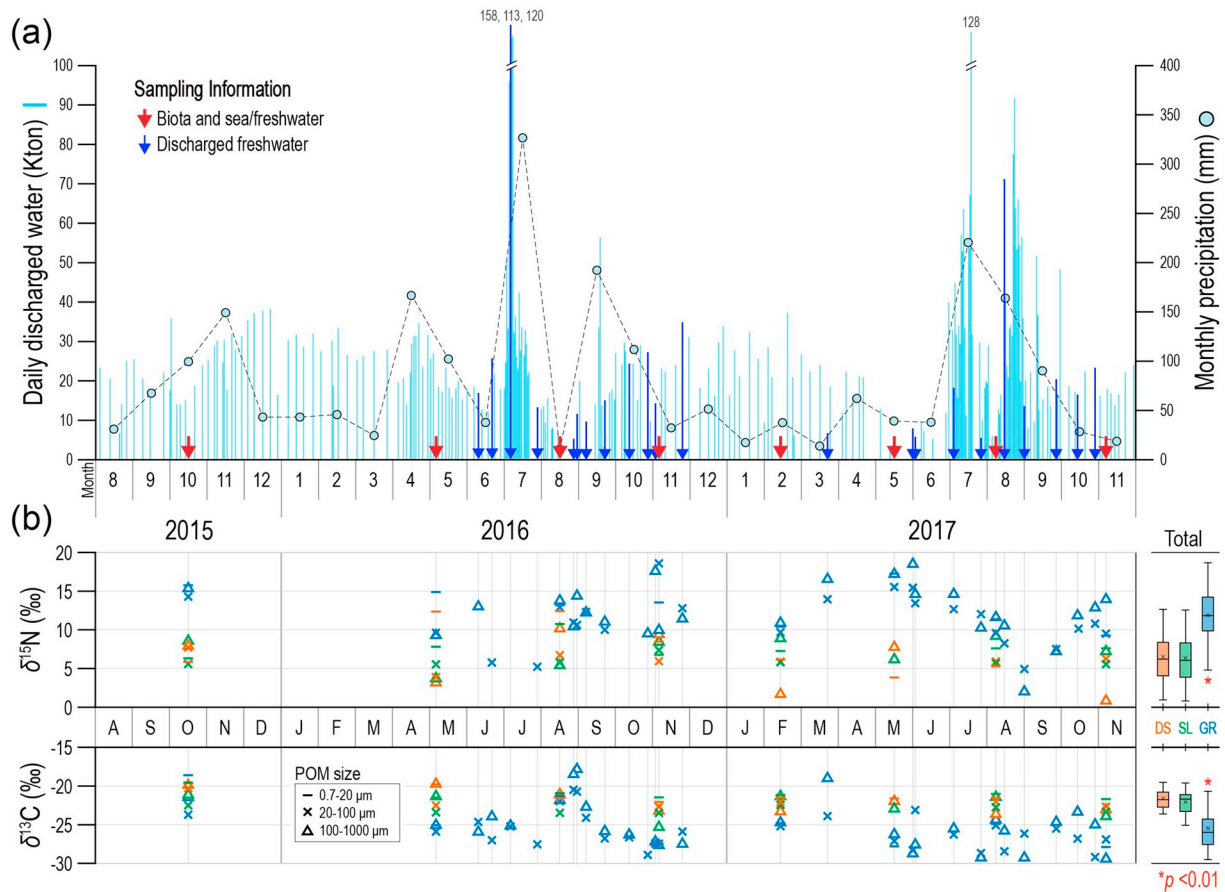 (a)
158, 113, 120
128
Daily discharged water (Kton)
100
90
80
70
60
50
40
30
20
10
0
Sampling Information
Biota and sea/freshwater
Discharged freshwater
400
350
300
250
200
150
100
50
0
Monthly precipitation (mm)
Month
8 9 10 11 12 1 2 3 4 5 6 7 8 9 10 11 12 1 2 3 4 5 6 7 8 9 10 11
(b)
2015 2016 2017
Total
δ¹⁵N (‰)
20
15
10
5
0
*
A S O N D J F M A M J J A S O N D J F M A M J J A S O N
DS SL GR
δ¹³C (‰)
-15
-20
-25
-30
POM size
0.7-20 µm
20-100 µm
100-1000 µm
*
*p <0.01